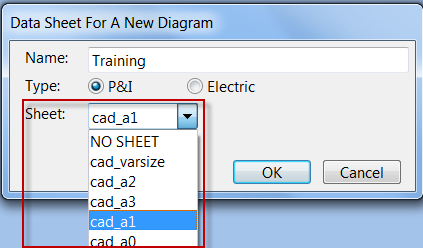 Data Sheet For A New Diagram
Name: Training
Type: P&I Electric
Sheet: cad_a1
NO SHEET
cad_varsize
cad_a2
cad_a3
cad_a1
cad_a0
OK Cancel